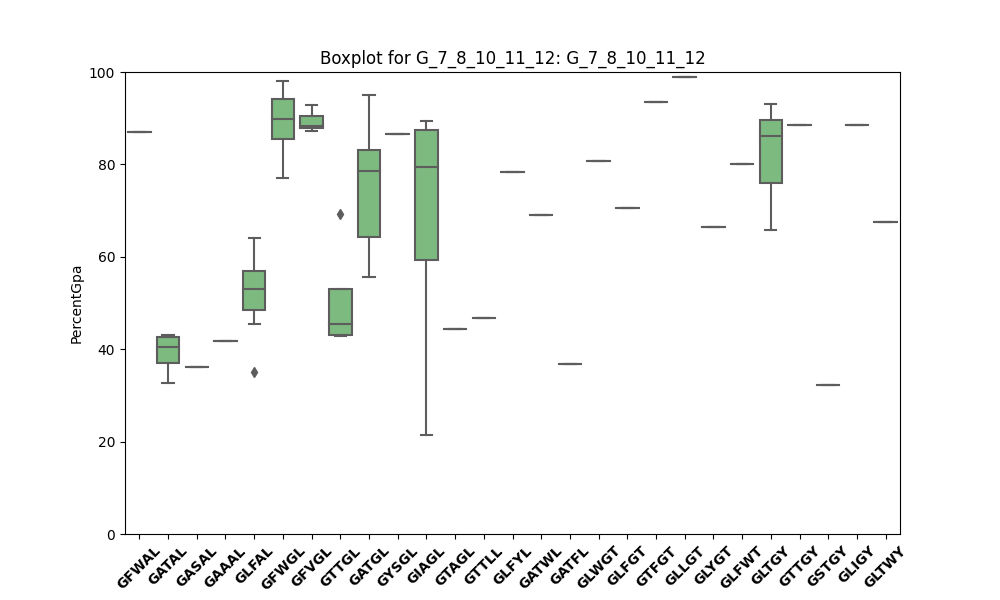 Boxplot for G_7_8_10_11_12: G_7_8_10_11_12
100
80
60
40
20
0
PercentGpa
GFWAL
GATAL
GASAL
GAAAL
GLFAL
GFWGL
GFVGL
GTTGL
GATGL
GYSGL
GIAGL
GTAGL
GTTLL
GLFYL
GATWL
GATFL
GLWGT
GLFGT
GTFGT
GLLGT
GLYGT
GLFWT
GLTGY
GTTGY
GSTGY
GLIGY
GLTWY